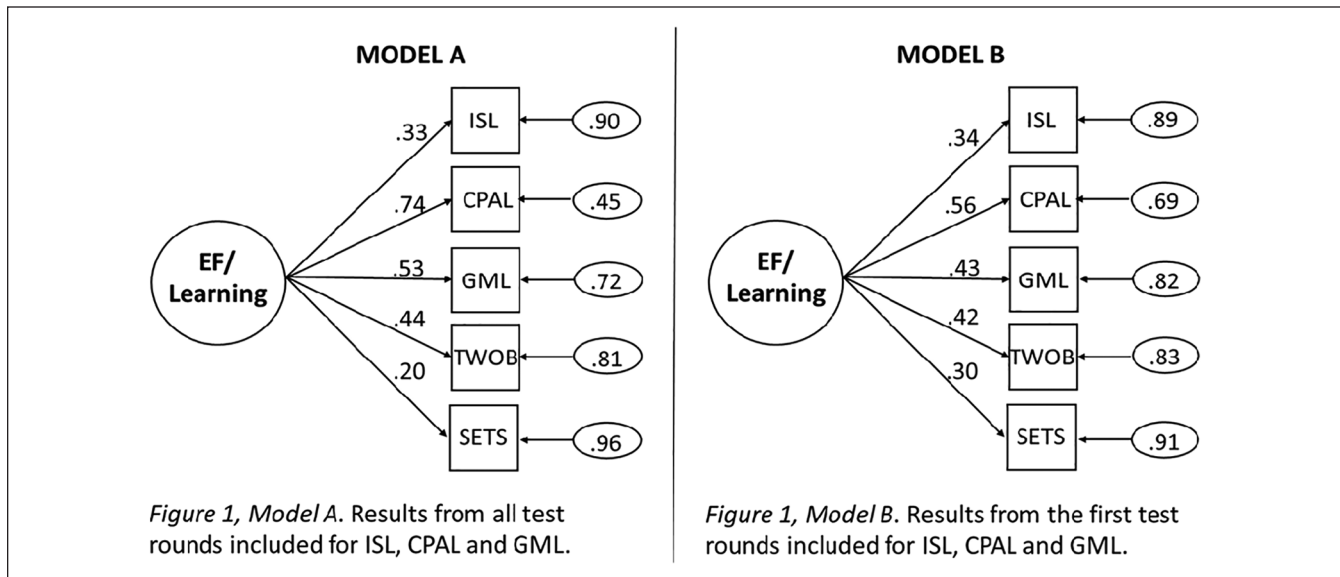 MODEL A
ISL
.90
.33
CPAL
.45
.74
EF/
Learning
GML
.72
.53
TWOB
.81
.44
SETS
.96
.20
Figure 1, Model A. Results from all test
rounds included for ISL, CPAL and GML.
MODEL B
ISL
.89
.34
CPAL
.69
.56
EF/
Learning
GML
.82
.43
TWOB
.83
.42
SETS
.91
.30
Figure 1, Model B. Results from the first test
rounds included for ISL, CPAL and GML.